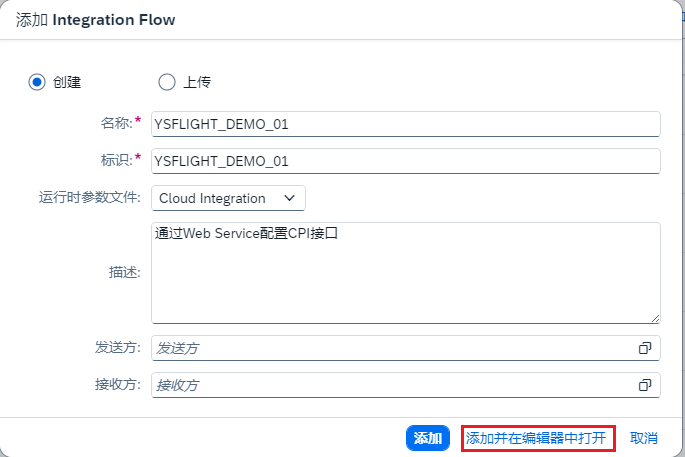 添加 Integration Flow
创建 上传
名称:* YSFLIGHT_DEMO_01
标识:* YSFLIGHT_DEMO_01
运行时参数文件: Cloud Integration
描述: 通过Web Service配置CPI接口
发送方: 发送方
接收方: 接收方
添加 添加并在编辑器中打开 取消